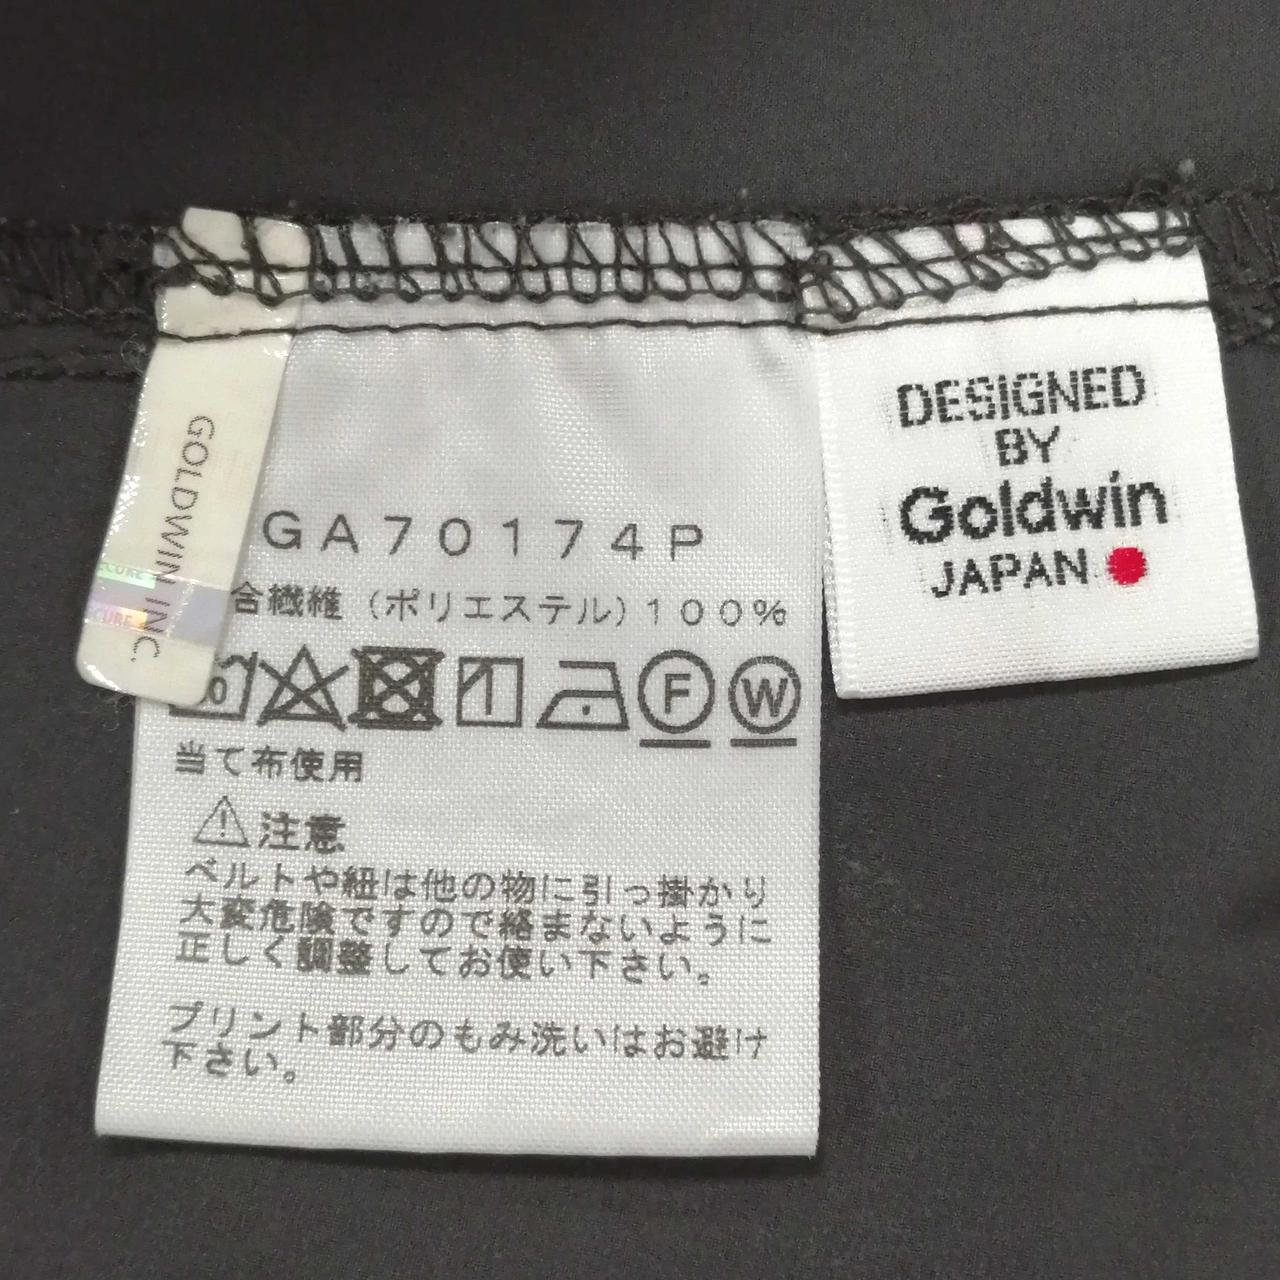 GOLDWIN INC.
GA70174P
合繊維（ポリエステル）100%
F
W
当て布使用
注意
ベルトや紐は他の物に引っ掛かり
大変危険ですので絡まないように
正しく調整してお使い下さい。
プリント部分のもみ洗いはお避け
下さい。
DESIGNED
BY
Goldwin
JAPAN